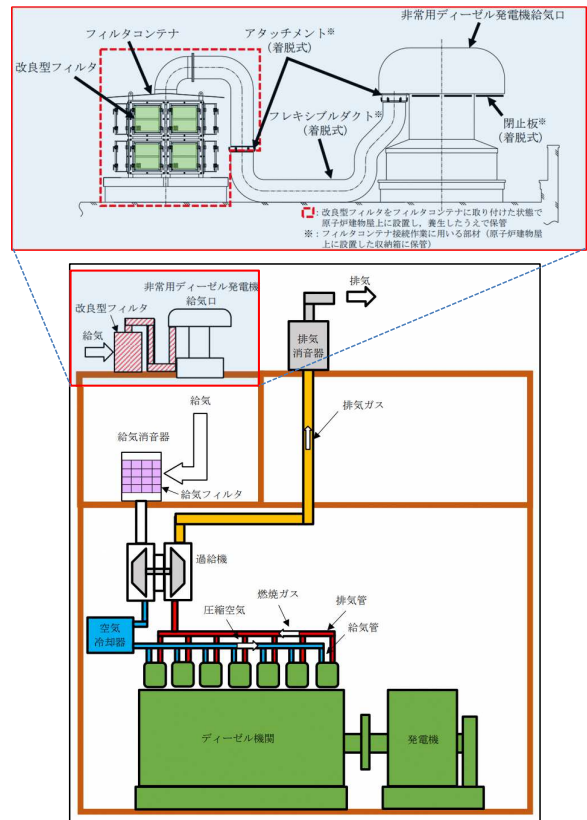 非常用ディーゼル発電機給気口
フィルタコンテナ
アタッチメント※
(着脱式)
改良型フィルタ
フレキシブルダクト※
(着脱式)
閉止板※
(着脱式)
:改良型フィルタをフィルタコンテナに取り付けた状態で
原子炉建物屋上に設置し、養生したうえで保管
※:フィルタコンテナ接続作業に用いる部材(原子炉建物屋
上に設置した収納箱に保管)
非常用ディーゼル発電機
給気口
改良型フィルタ
給気
排気
排気
消音器
給気
排気ガス
給気消音器
給気フィルタ
過給機
燃焼ガス
排気管
圧縮空気
給気管
空気
冷却器
ディーゼル機関
発電機